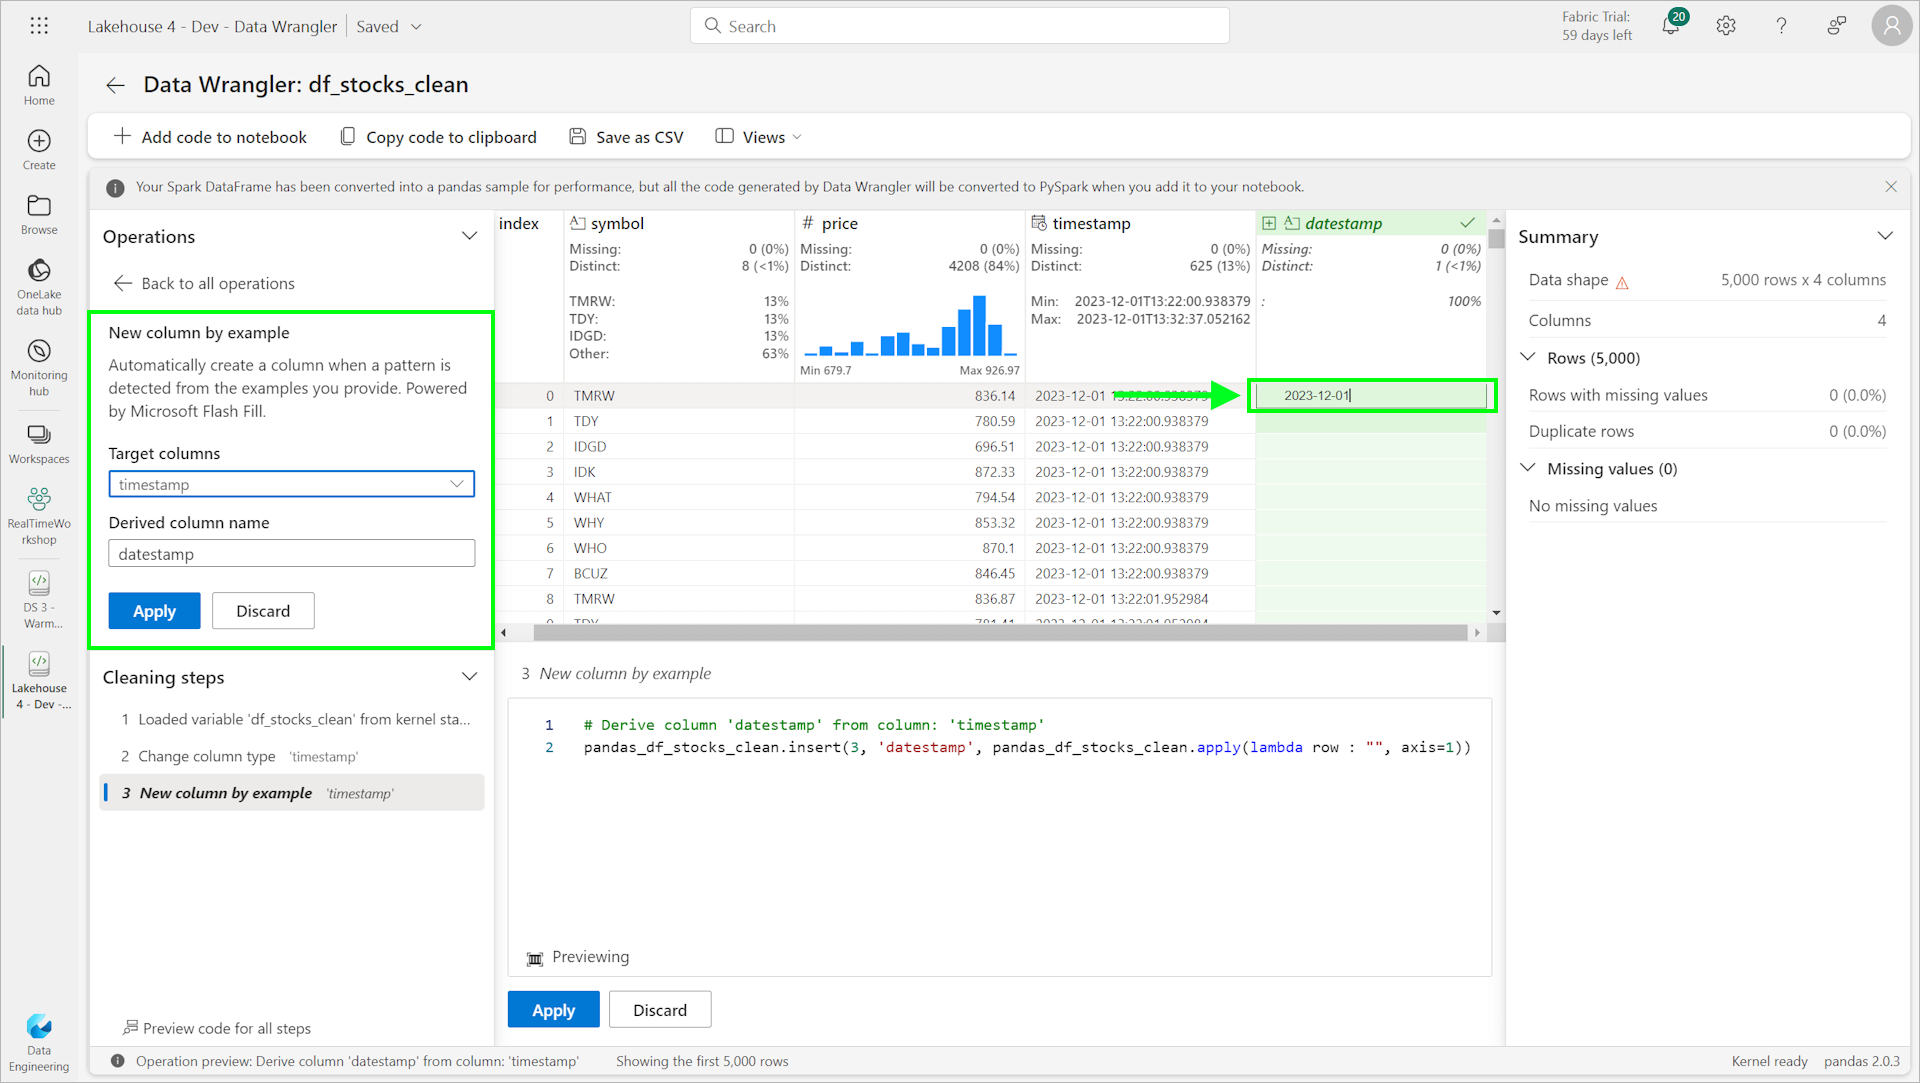 Lakehouse 4 - Dev - Data Wrangler
Saved
Search
Fabric Trial:
59 days left
20
Home
Create
Browse
OneLake
data hub
Monitoring
hub
Workspaces
RealTimeWo
rkshop
DS 3 -
Warm...
Lakehouse
4 - Dev -...
Data
Engineering
Data Wrangler: df_stocks_clean
Add code to notebook
Copy code to clipboard
Save as CSV
Views
Your Spark DataFrame has been converted into a pandas sample for performance, but all the code generated by Data Wrangler will be converted to PySpark when you add it to your notebook.
Operations
Back to all operations
New column by example
Automatically create a column when a pattern is
detected from the examples you provide. Powered
by Microsoft Flash Fill.
Target columns
timestamp
Derived column name
datestamp
Apply
Discard
Cleaning steps
1 Loaded variable 'df_stocks_clean' from kernel sta...
2 Change column type 'timestamp'
3 New column by example 'timestamp'
Preview code for all steps
index
symbol
Missing: 0 (0%)
Distinct: 8 (<1%)
TMRW: 13%
TDY: 13%
IDGD: 13%
Other: 63%
# price
Missing: 0 (0%)
Distinct: 4208 (84%)
Min 679.7
Max 926.97
timestamp
Missing: 0 (0%)
Distinct: 625 (13%)
Min: 2023-12-01T13:22:00.938379
Max: 2023-12-01T13:32:37.052162
datestamp
Missing: 0 (0%)
Distinct: 1 (<1%)
: 100%
0 TMRW 836.14 2023-12-01 13:22:00.938379 2023-12-01
1 TDY 780.59 2023-12-01 13:22:00.938379
2 IDGD 696.51 2023-12-01 13:22:00.938379
3 IDK 872.33 2023-12-01 13:22:00.938379
4 WHAT 794.54 2023-12-01 13:22:00.938379
5 WHY 853.32 2023-12-01 13:22:00.938379
6 WHO 870.1 2023-12-01 13:22:00.938379
7 BCUZ 846.45 2023-12-01 13:22:00.938379
8 TMRW 836.87 2023-12-01 13:22:01.952984
9 TDY 781.41 2023-12-01 13:22:01.952984
3 New column by example
1 # Derive column 'datestamp' from column: 'timestamp'
2 pandas_df_stocks_clean.insert(3, 'datestamp', pandas_df_stocks_clean.apply(lambda row : "", axis=1))
Previewing
Apply
Discard
Summary
Data shape 5,000 rows x 4 columns
Columns 4
Rows (5,000)
Rows with missing values 0 (0.0%)
Duplicate rows 0 (0.0%)
Missing values (0)
No missing values
Operation preview: Derive column 'datestamp' from column: 'timestamp'
Showing the first 5,000 rows
Kernel ready
pandas 2.0.3